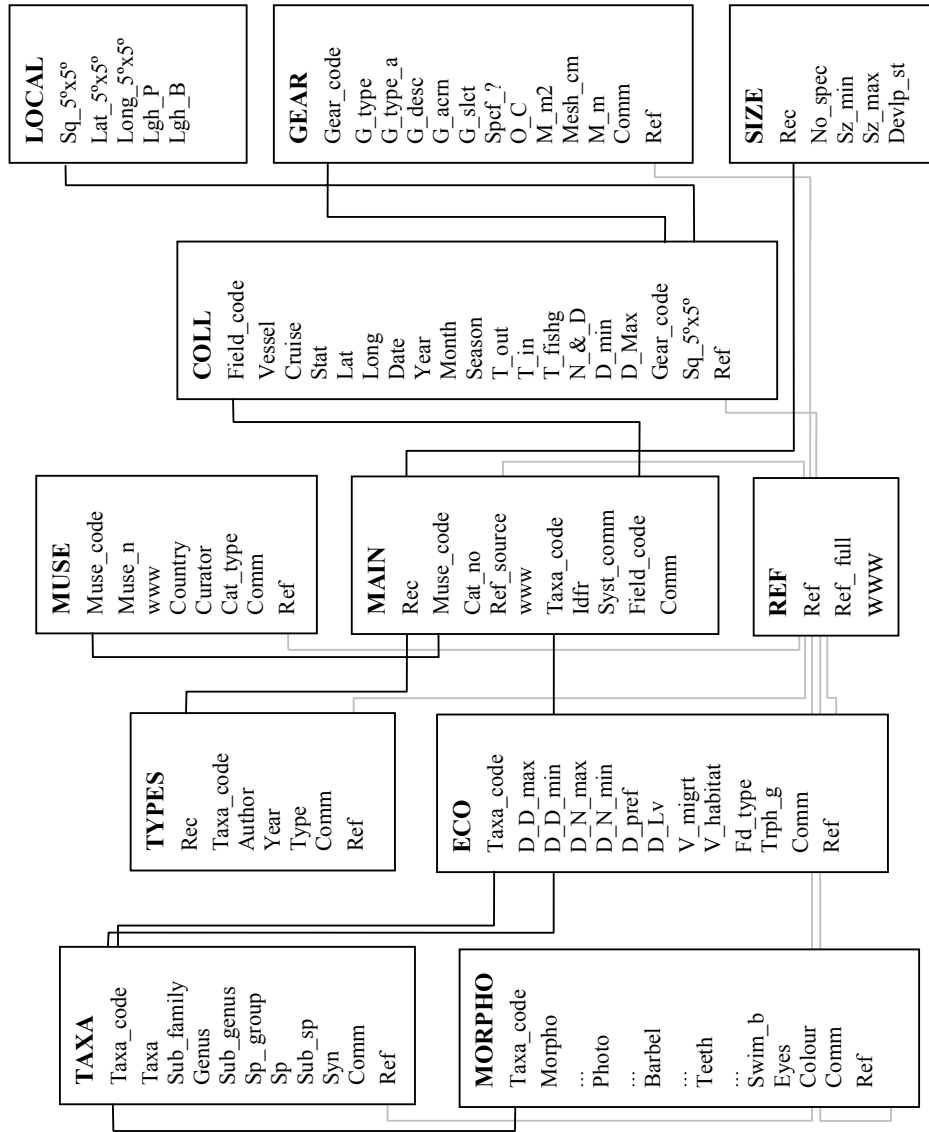 TAXA
Taxa_code
Taxa
Sub_family
Genus
Sub_genus
Sp_group
Sp
Sub_sp
Syn
Comm
Ref
MORPHO
Taxa_code
Morpho
...
Photo
...
Barbel
...
Teeth
...
Swim_b
Eyes
Colour
Comm
Ref
TYPES
Rec
Taxa_code
Author
Year
Type
Comm
Ref
ECO
Taxa_code
D_D_max
D_D_min
D_N_max
D_N_min
D_pref
D_Lv
V_migrt
V_habitat
Fd_type
Trph_g
Comm
Ref
MUSE
Muse_code
Muse_n
www
Country
Curator
Cat_type
Comm
Ref
MAIN
Rec
Muse_code
Cat_no
Ref_source
www
Taxa_code
Idfr
Syst_comm
Field_code
Comm
REF
Ref
Ref_full
WWW
COLL
Field_code
Vessel
Cruise
Stat
Lat
Long
Date
Year
Month
Season
T_out
T_in
T_fishg
N_&_D
D_min
D_Max
Gear_code
Sq_5ºx5º
Ref
LOCAL
Sq_5ºx5º
Lat_5ºx5º
Long_5ºx5º
Lgh_P
Lgh_B
GEAR
Gear_code
G_type
G_type_a
G_desc
G_acrm
G_slct
Spcf_?
O_C
M_m2
Mesh_cm
M_m
Comm
Ref
SIZE
Rec
No_spec
Sz_min
Sz_max
Devlp_st